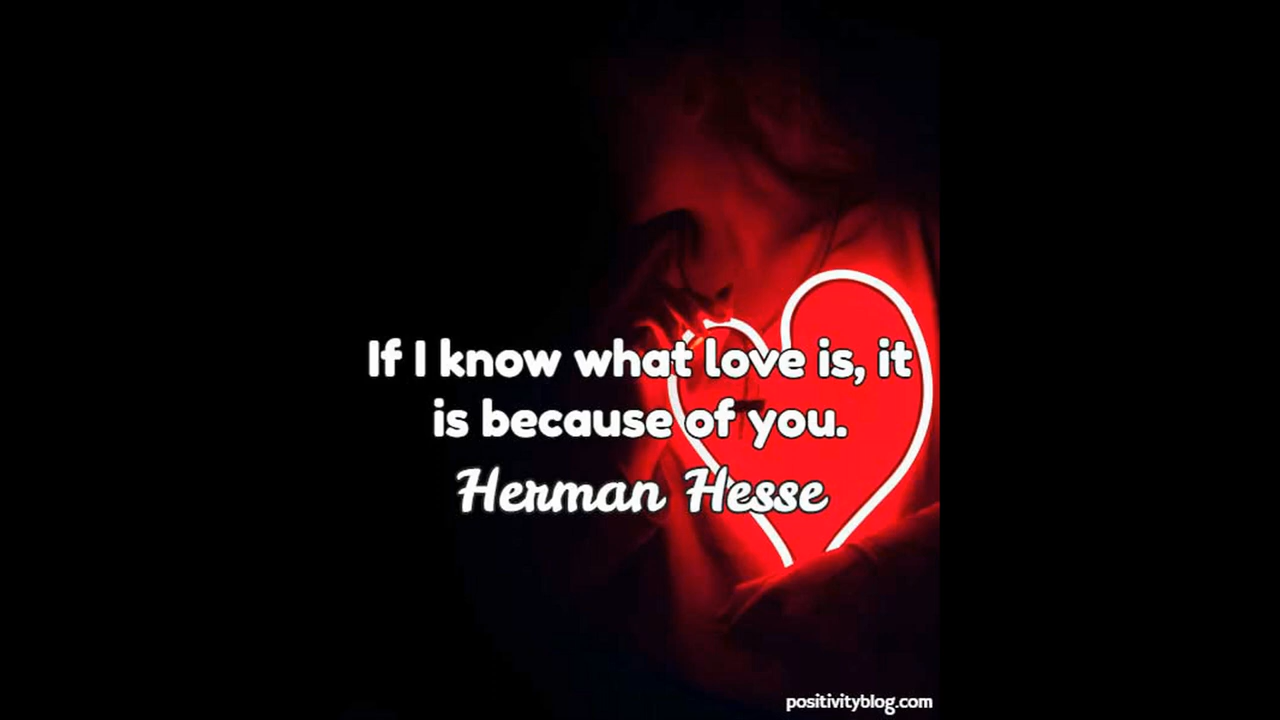 If I know what love is, it
is because of you.
Herman Hesse
positivityblog.com